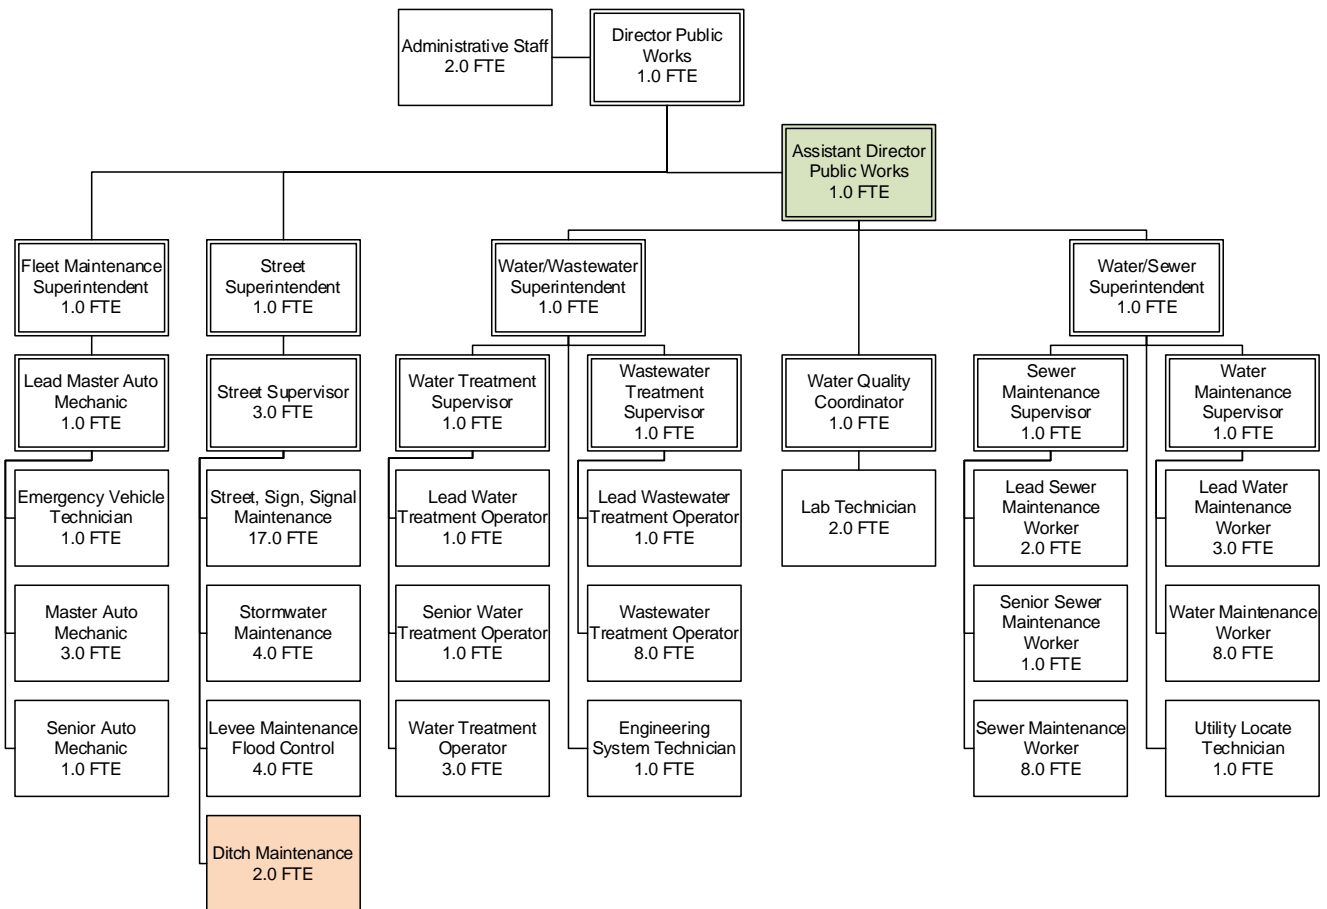 Administrative Staff
2.0 FTE
Director Public
Works
1.0 FTE
Assistant Director
Public Works
1.0 FTE
Fleet Maintenance
Superintendent
1.0 FTE
Street
Superintendent
1.0 FTE
Water/Wastewater
Superintendent
1.0 FTE
Water/Sewer
Superintendent
1.0 FTE
Lead Master Auto
Mechanic
1.0 FTE
Street Supervisor
3.0 FTE
Water Treatment
Supervisor
1.0 FTE
Wastewater
Treatment
Supervisor
1.0 FTE
Water Quality
Coordinator
1.0 FTE
Sewer
Maintenance
Supervisor
1.0 FTE
Water
Maintenance
Supervisor
1.0 FTE
Emergency Vehicle
Technician
1.0 FTE
Street, Sign, Signal
Maintenance
17.0 FTE
Lead Water
Treatment Operator
1.0 FTE
Lead Wastewater
Treatment Operator
1.0 FTE
Lab Technician
2.0 FTE
Lead Sewer
Maintenance
Worker
2.0 FTE
Lead Water
Maintenance
Worker
3.0 FTE
Master Auto
Mechanic
3.0 FTE
Stormwater
Maintenance
4.0 FTE
Senior Water
Treatment Operator
1.0 FTE
Wastewater
Treatment Operator
8.0 FTE
Senior Sewer
Maintenance
Worker
1.0 FTE
Water Maintenance
Worker
8.0 FTE
Senior Auto
Mechanic
1.0 FTE
Levee Maintenance
Flood Control
4.0 FTE
Water Treatment
Operator
3.0 FTE
Engineering
System Technician
1.0 FTE
Sewer Maintenance
Worker
8.0 FTE
Utility Locate
Technician
1.0 FTE
Ditch Maintenance
2.0 FTE